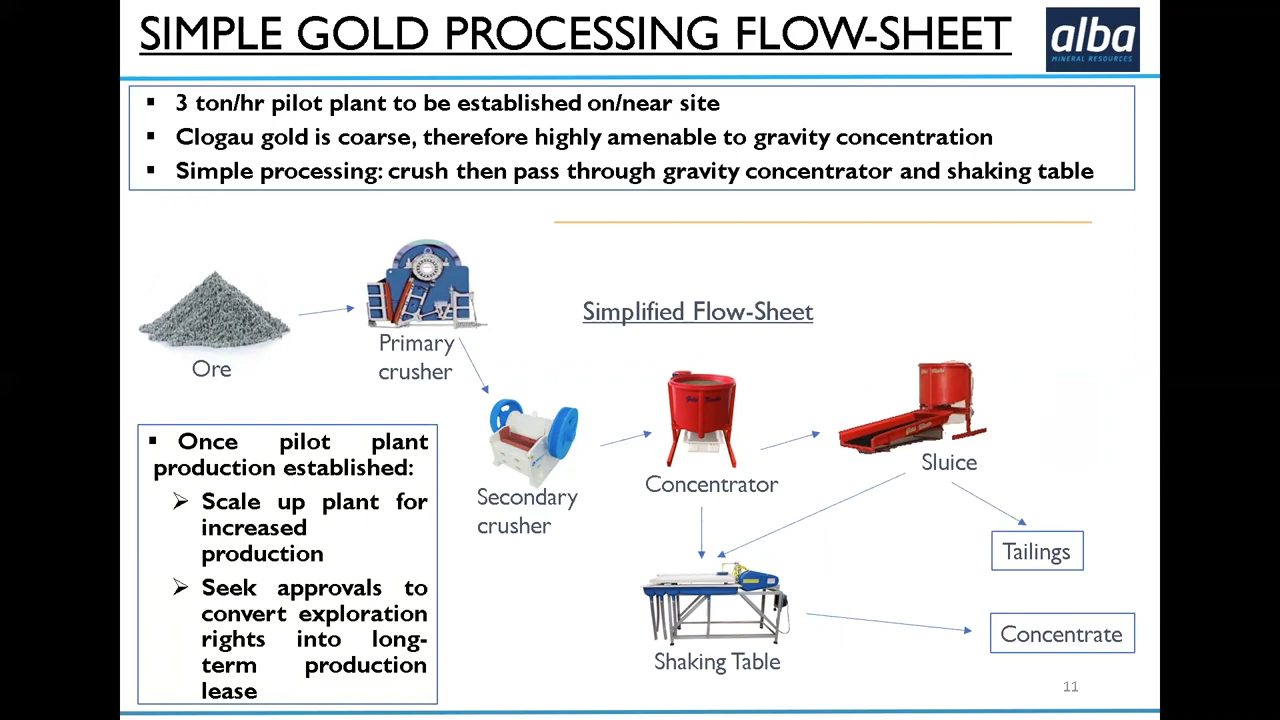 SIMPLE GOLD PROCESSING FLOW-SHEET
alba
MINERAL RESOURCES
▪ 3 ton/hr pilot plant to be established on/near site
▪ Clogau gold is coarse, therefore highly amenable to gravity concentration
▪ Simple processing: crush then pass through gravity concentrator and shaking table
Simplified Flow-Sheet
Ore
Primary
crusher
Secondary
crusher
Concentrator
Sluice
Tailings
Shaking Table
Concentrate
▪ Once pilot plant
production established:
➢ Scale up plant for
increased
production
➢ Seek approvals to
convert exploration
rights into long-
term production
lease
11